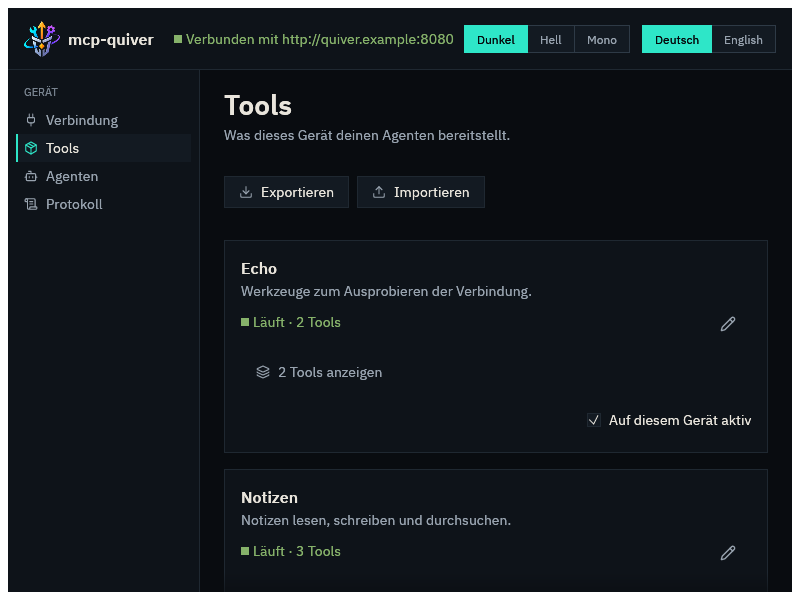 mcp-quiver
Verbunden mit http://quiver.example:8080
Dunkel
Hell
Mono
Deutsch
English
GERÄT
Verbindung
Tools
Agenten
Protokoll
Tools
Was dieses Gerät deinen Agenten bereitstellt.
Exportieren
Importieren
Echo
Werkzeuge zum Ausprobieren der Verbindung.
Läuft · 2 Tools
2 Tools anzeigen
Auf diesem Gerät aktiv
Notizen
Notizen lesen, schreiben und durchsuchen.
Läuft · 3 Tools